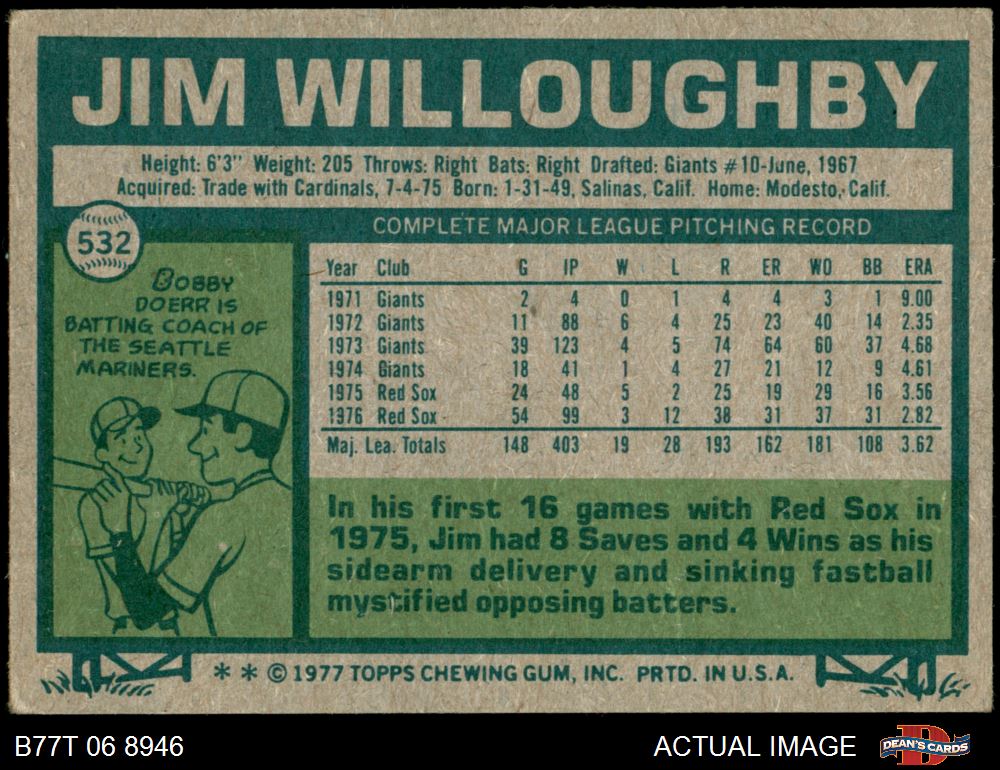 JIM WILLOUGHBY
Height: 6'3" Weight: 205 Throws: Right Bats: Right Drafted: Giants #10-June, 1967
Acquired: Trade with Cardinals, 7-4-75 Born: 1-31-49, Salinas, Calif. Home: Modesto, Calif.
532
COMPLETE MAJOR LEAGUE PITCHING RECORD
BOBBY
DOERR IS
BATTING COACH OF
THE SEATTLE
MARINERS.
Year Club G IP W L R ER WO BB ERA
1971 Giants 2 4 0 1 4 4 3 1 9.00
1972 Giants 11 88 6 4 25 23 40 14 2.35
1973 Giants 39 123 4 5 74 64 60 37 4.68
1974 Giants 18 41 1 4 27 21 12 9 4.61
1975 Red Sox 24 48 5 2 25 19 29 16 3.56
1976 Red Sox 54 99 3 12 38 31 37 31 2.82
Maj. Lea. Totals 148 403 19 28 193 162 181 108 3.62
In his first 16 games with Red Sox in
1975, Jim had 8 Saves and 4 Wins as his
sidearm delivery and sinking fastball
mystified opposing batters.
* * © 1977 TOPPS CHEWING GUM, INC. PRTD. IN U.S.A.
B77T 06 8946
ACTUAL IMAGE
D
DEAN'S CARDS